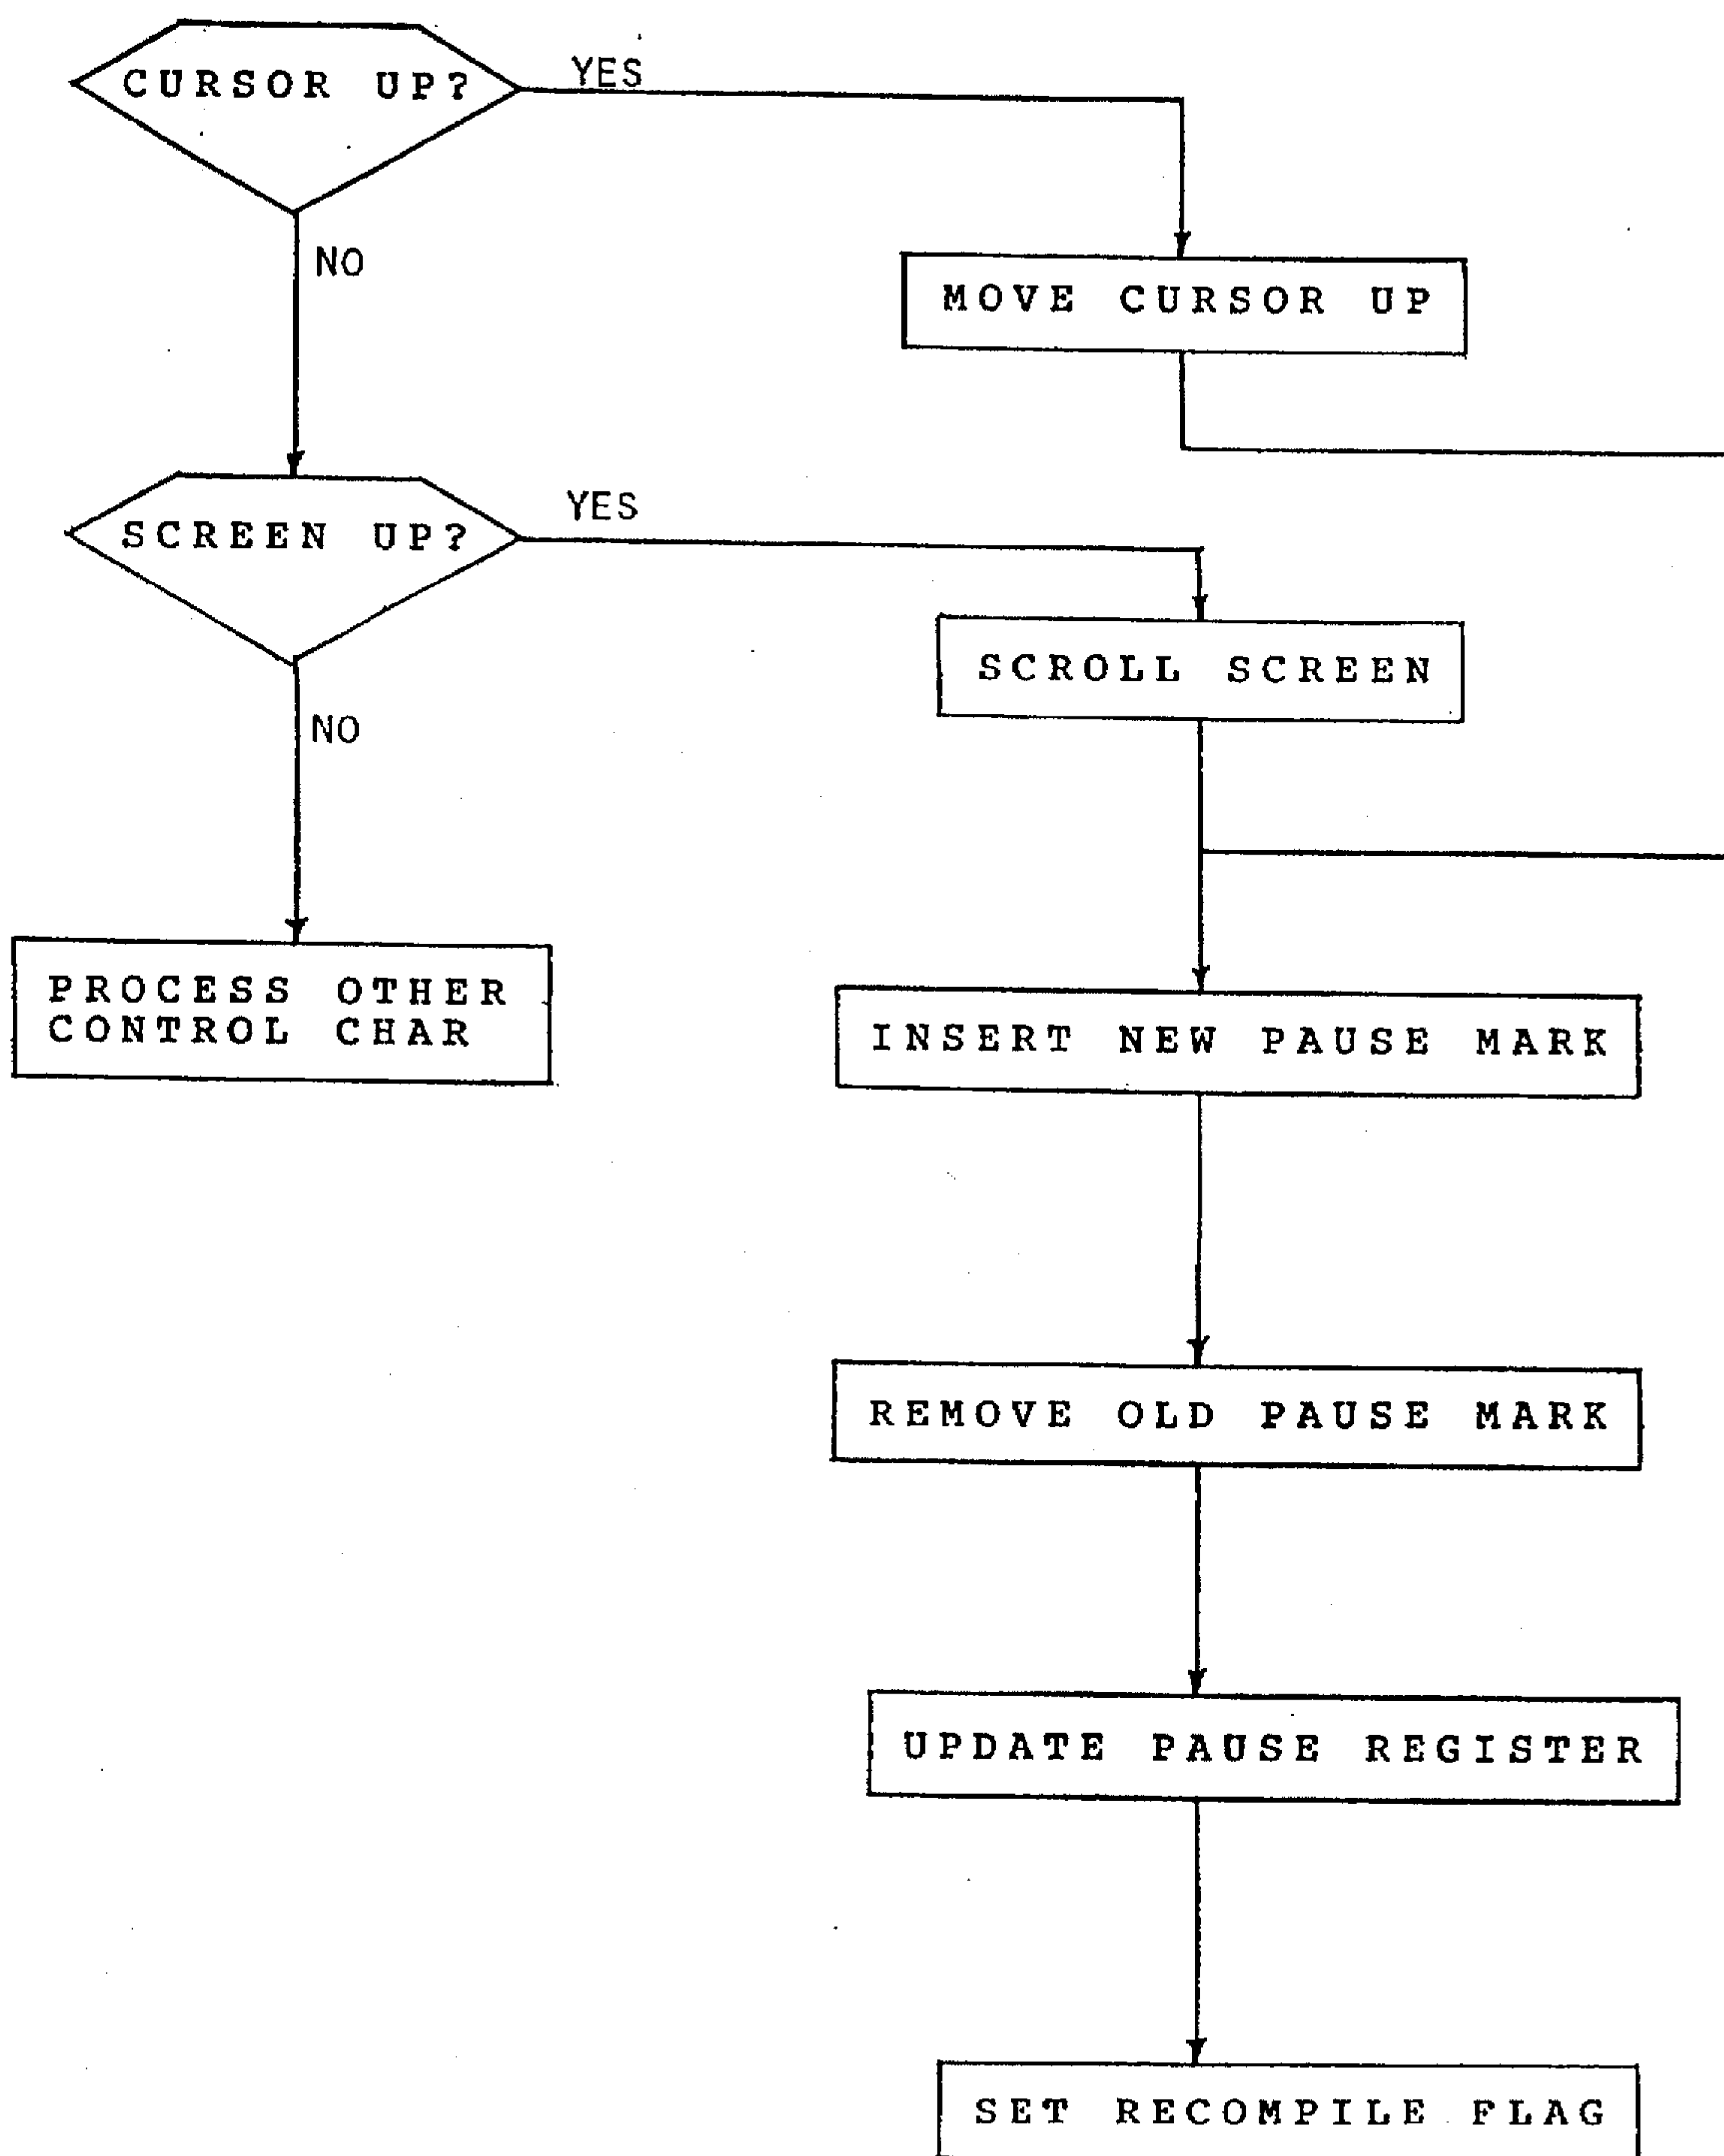 CURSOR UP?
YES
NO
MOVE CURSOR UP
SCREEN UP?
YES
NO
SCROLL SCREEN
PROCESS OTHER
CONTROL CHAR
INSERT NEW PAUSE MARK
REMOVE OLD PAUSE MARK
UPDATE PAUSE REGISTER
SET RECOMPILE FLAG